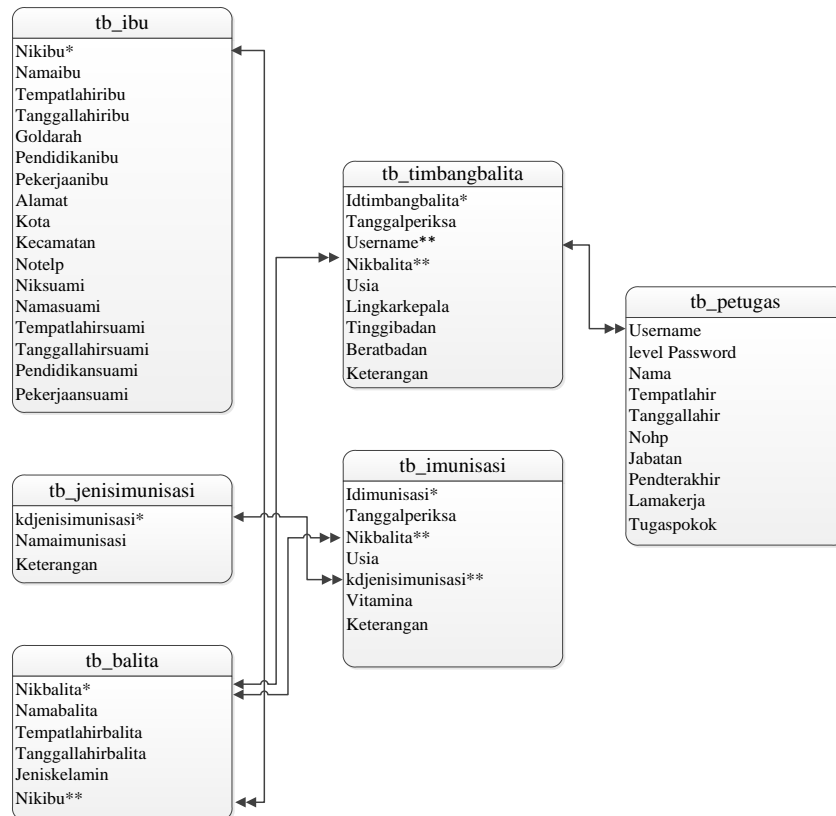 tb_ibu
Nikibu*
Namaibu
Tempatlahiribu
Tanggallahiribu
Goldarah
Pendidikanibu
Pekerjaanibu
Alamat
Kota
Kecamatan
Notelp
Niksuami
Namasuami
Tempatlahirsuami
Tanggallahirsuami
Pendidikansuami
Pekerjaansuami
tb_jenisimunisasi
kdjenisimunisasi*
Namaimunisasi
Keterangan
tb_balita
Nikbalita*
Namabalita
Tempatlahirbalita
Tanggallahirbalita
Jeniskelamin
Nikibu**
tb_timbangbalita
Idtimbangbalita*
Tanggalperiksa
Username**
Nikbalita**
Usia
Lingkarkepala
Tinggibadan
Beratbadan
Keterangan
tb_imunisasi
Idimunisasi*
Tanggalperiksa
Nikbalita**
Usia
kdjenisimunisasi**
Vitamina
Keterangan
tb_petugas
Username
level Password
Nama
Tempatlahir
Tanggallahir
Nohp
Jabatan
Pendterakhir
Lamakerja
Tugaspokok